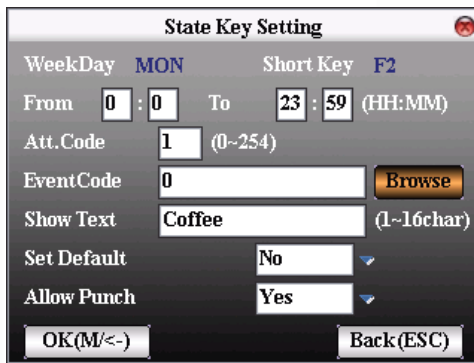 State Key Setting
WeekDay MON Short Key F2
From 0 : 0 To 23 : 59 (HH:MM)
Att.Code 1 (0~254)
EventCode 0 Browse
Show Text Coffee (1~16char)
Set Default No
Allow Punch Yes
OK(M/<-) Back(ESC)